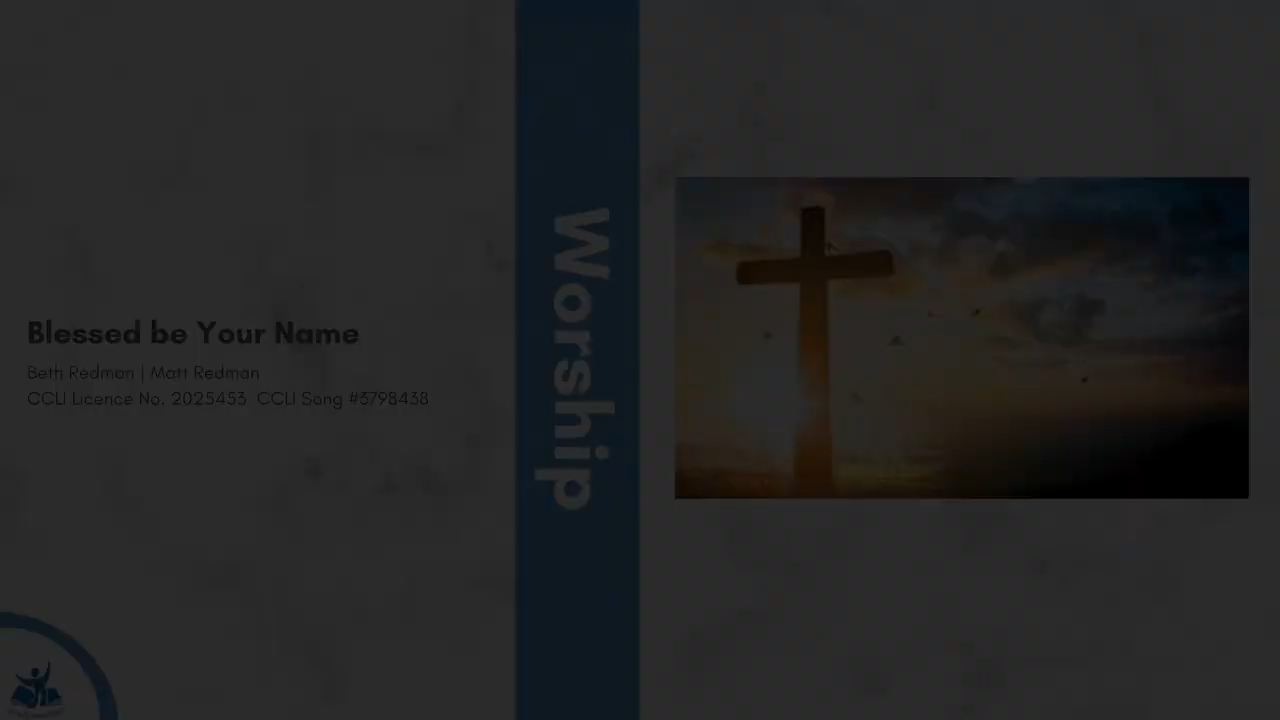 Blessed be Your Name
Beth Redman | Matt Redman
CCLI Licence No. 2025453 CCLI Song #3798438
Worship